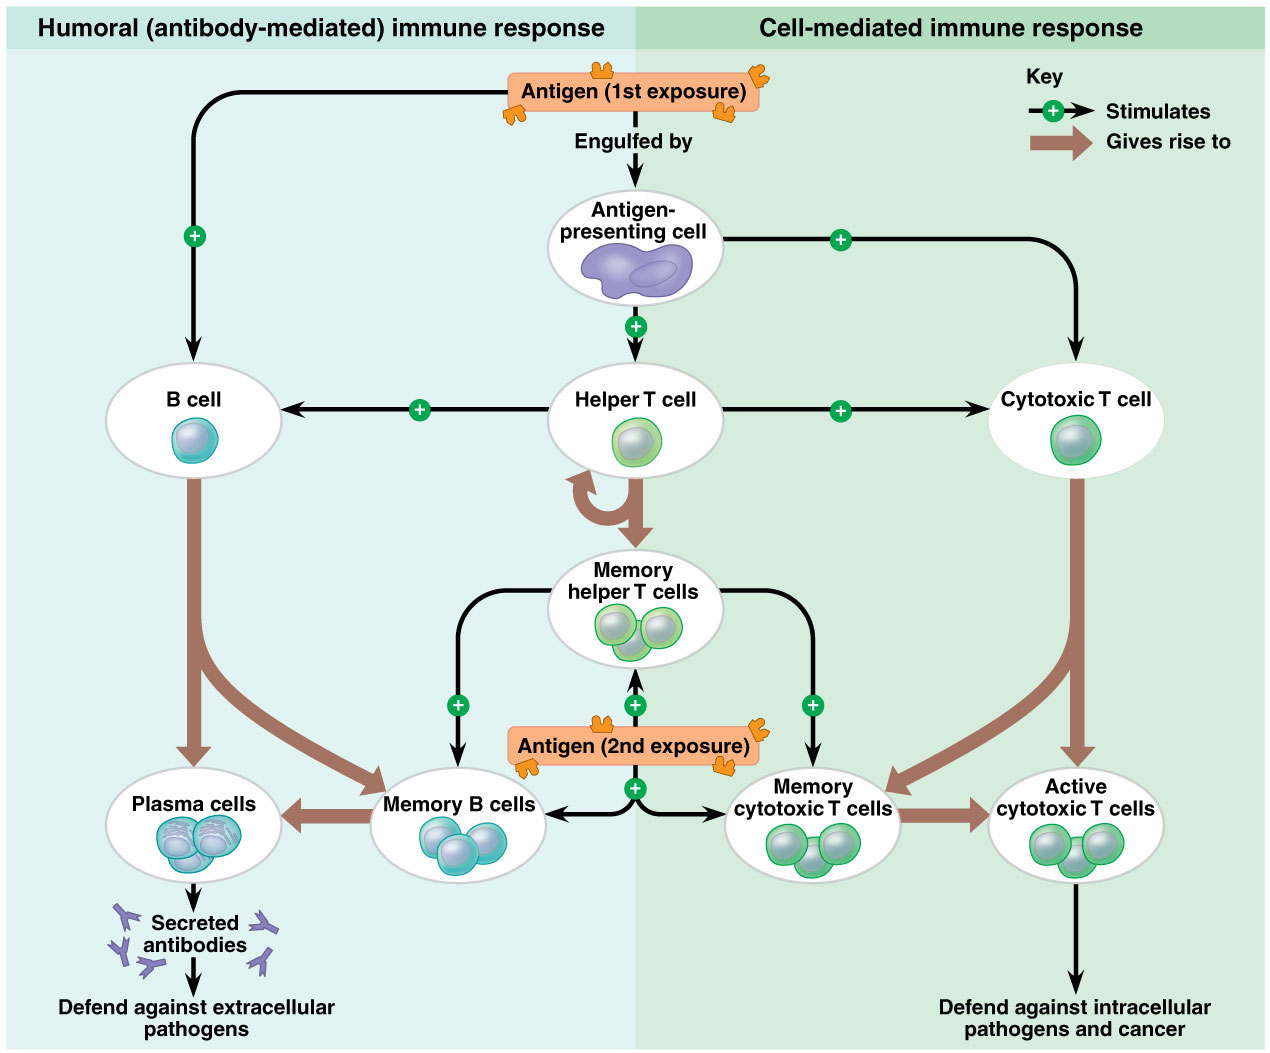 Humoral (antibody-mediated) immune response
Cell-mediated immune response
Antigen (1st exposure)
Key
Stimulates
Gives rise to
Engulfed by
Antigen-
presenting cell
B cell
Helper T cell
Cytotoxic T cell
Memory
helper T cells
Antigen (2nd exposure)
Plasma cells
Memory B cells
Memory
cytotoxic T cells
Active
cytotoxic T cells
Secreted
antibodies
Defend against extracellular
pathogens
Defend against intracellular
pathogens and cancer